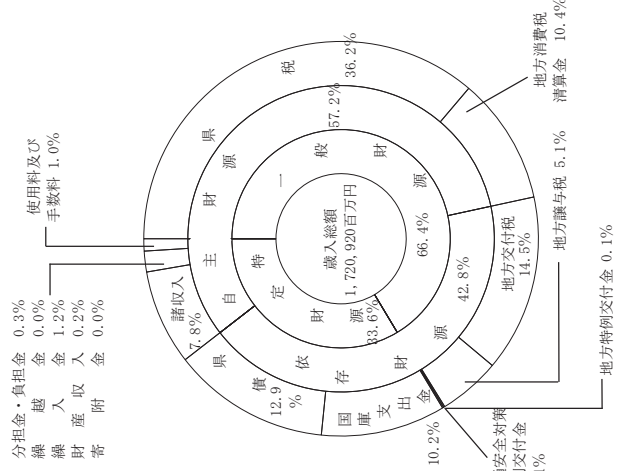 分担金・負担金 0.3%
繰越金 0.0%
繰入金 1.2%
財産収入 0.2%
寄附金 0.0%
使用料及び
手数料 1.0%
諸収入
7.8%
県税
36.2%
地方消費税
清算金 10.4%
地方交付税
14.5%
地方譲与税 5.1%
地方特例交付金 0.1%
安全対策
交付金
国庫支出金
10.2%
県債
12.9
%
自主財源
57.2%
依存財源
42.8%
一般財源
66.4%
特定財源
33.6%
歳入総額
1,720,920百万円